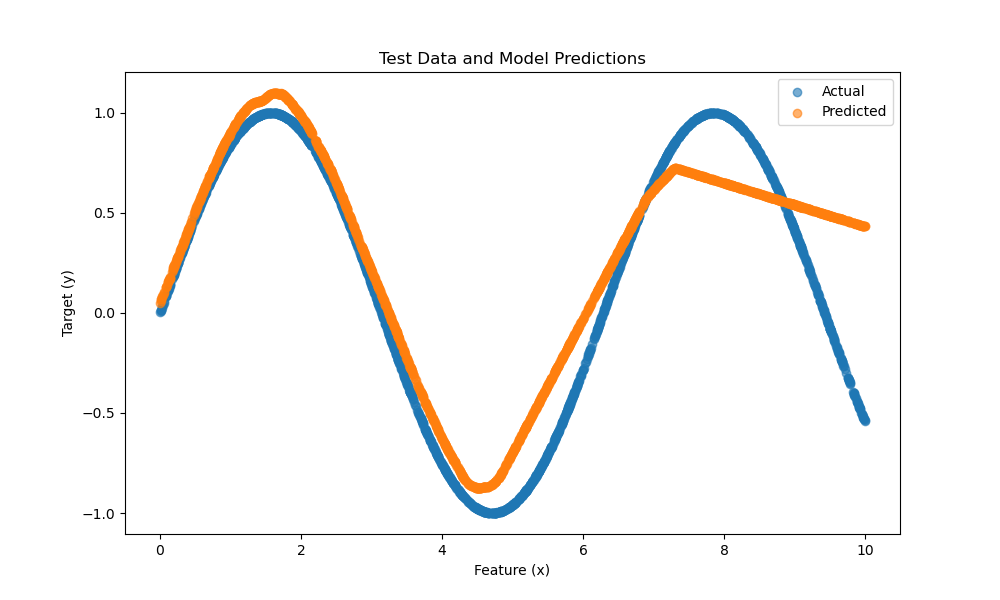 Test Data and Model Predictions
Actual
Predicted
1.0
0.5
0.0
−0.5
−1.0
Target (y)
0
2
4
6
8
10
Feature (x)